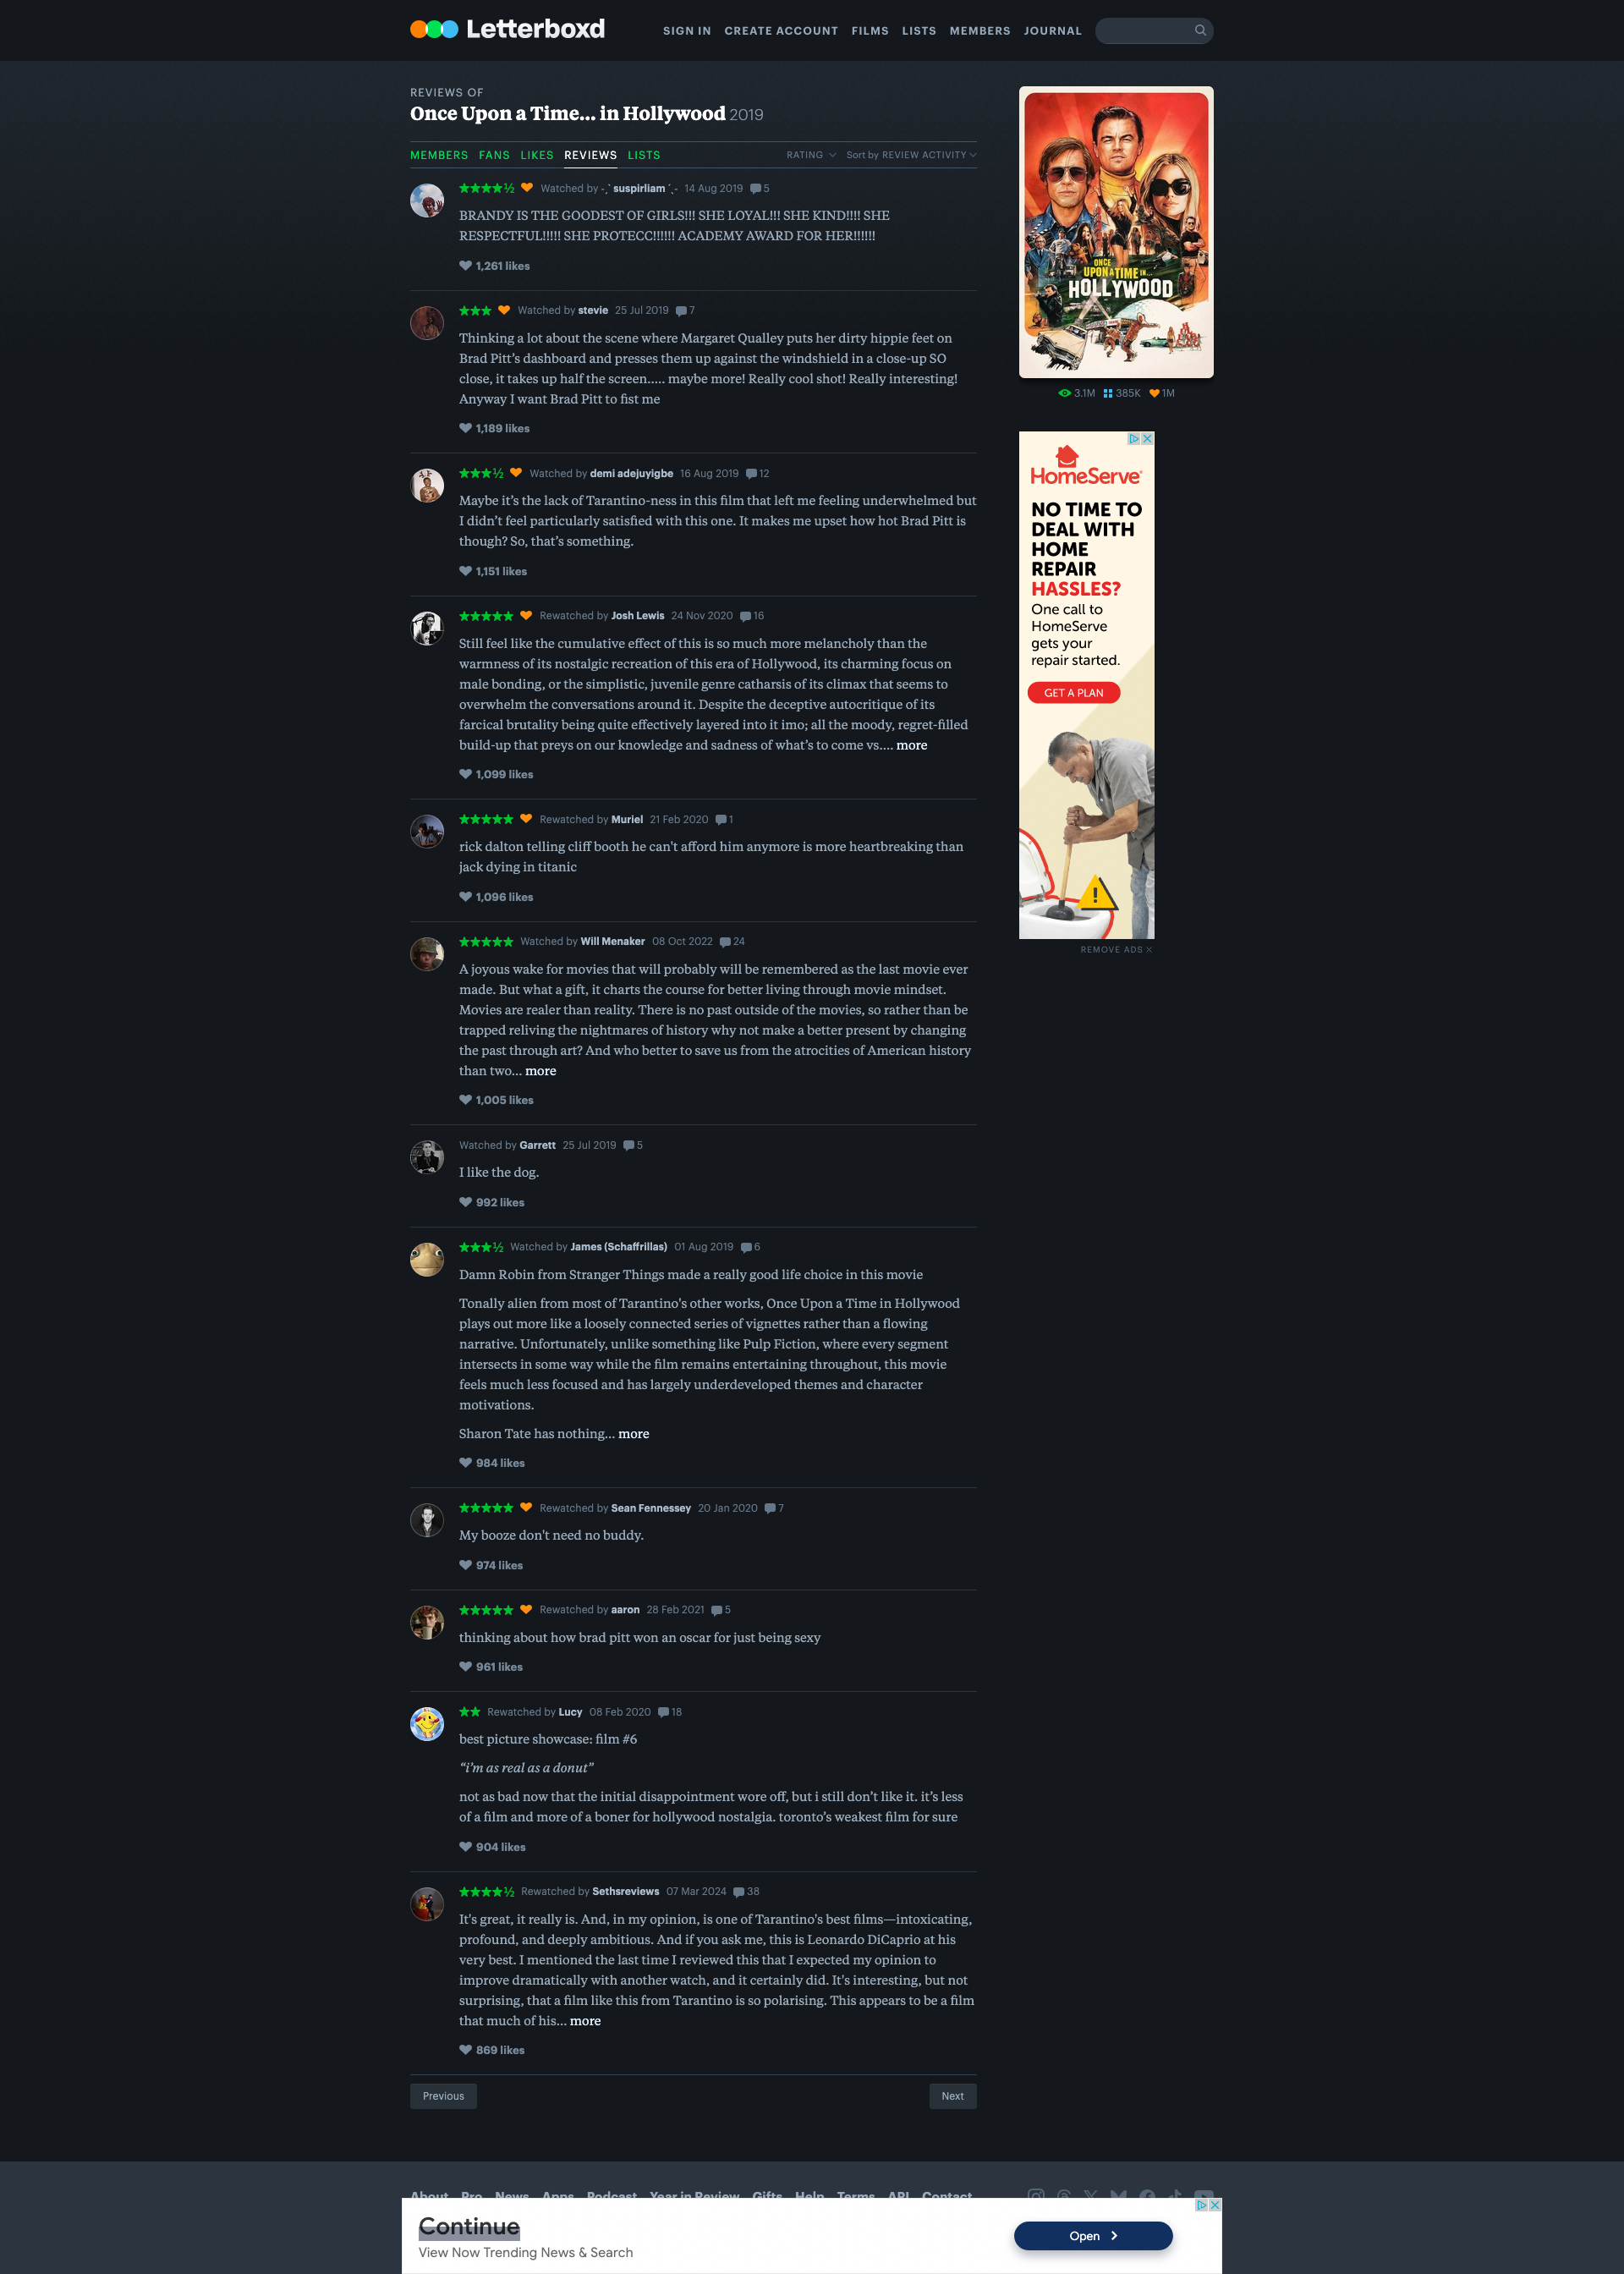 Letterboxd
SIGN IN CREATE ACCOUNT FILMS LISTS MEMBERS JOURNAL
REVIEWS OF
Once Upon a Time... in Hollywood 2019
MEMBERS FANS LIKES REVIEWS LISTS
RATING Sort by REVIEW ACTIVITY
★★★★½ Watched by -ˏˋ suspirliam ˊˎ- 14 Aug 2019 5
BRANDY IS THE GOODEST OF GIRLS!!! SHE LOYAL!!! SHE KIND!!!! SHE
RESPECTFUL!!!!! SHE PROTECC!!!!!! ACADEMY AWARD FOR HER!!!!!!
1,261 likes
★★★ Watched by stevie 25 Jul 2019 7
Thinking a lot about the scene where Margaret Qualley puts her dirty hippie feet on
Brad Pitt’s dashboard and presses them up against the windshield in a close-up SO
close, it takes up half the screen..... maybe more! Really cool shot! Really interesting!
Anyway I want Brad Pitt to fist me
1,189 likes
★★★½ Watched by demi adejuyigbe 16 Aug 2019 12
Maybe it’s the lack of Tarantino-ness in this film that left me feeling underwhelmed but
I didn’t feel particularly satisfied with this one. It makes me upset how hot Brad Pitt is
though? So, that’s something.
1,151 likes
★★★★★ Rewatched by Josh Lewis 24 Nov 2020 16
Still feel like the cumulative effect of this is so much more melancholy than the
warmness of its nostalgic recreation of this era of Hollywood, its charming focus on
male bonding, or the simplistic, juvenile genre catharsis of its climax that seems to
overwhelm the conversations around it. Despite the deceptive autocritique of its
farcical brutality being quite effectively layered into it imo; all the moody, regret-filled
build-up that preys on our knowledge and sadness of what’s to come vs.… more
1,099 likes
★★★★★ Rewatched by Muriel 21 Feb 2020 1
rick dalton telling cliff booth he can't afford him anymore is more heartbreaking than
jack dying in titanic
1,096 likes
★★★★★ Watched by Will Menaker 08 Oct 2022 24
A joyous wake for movies that will probably will be remembered as the last movie ever
made. But what a gift, it charts the course for better living through movie mindset.
Movies are realer than reality. There is no past outside of the movies, so rather than be
trapped reliving the nightmares of history why not make a better present by changing
the past through art? And who better to save us from the atrocities of American history
than two… more
1,005 likes
Watched by Garrett 25 Jul 2019 5
I like the dog.
992 likes
★★★½ Watched by James (Schaffrillas) 01 Aug 2019 6
Damn Robin from Stranger Things made a really good life choice in this movie
Tonally alien from most of Tarantino's other works, Once Upon a Time in Hollywood
plays out more like a loosely connected series of vignettes rather than a flowing
narrative. Unfortunately, unlike something like Pulp Fiction, where every segment
intersects in some way while the film remains entertaining throughout, this movie
feels much less focused and has largely underdeveloped themes and character
motivations.
Sharon Tate has nothing… more
984 likes
★★★★★ Rewatched by Sean Fennessey 20 Jan 2020 7
My booze don't need no buddy.
974 likes
★★★★★ Rewatched by aaron 28 Feb 2021 5
thinking about how brad pitt won an oscar for just being sexy
961 likes
★★ Rewatched by Lucy 08 Feb 2020 18
best picture showcase: film #6
“i’m as real as a donut”
not as bad now that the initial disappointment wore off, but i still don’t like it. it’s less
of a film and more of a boner for hollywood nostalgia. toronto’s weakest film for sure
904 likes
★★★★½ Rewatched by Sethsreviews 07 Mar 2024 38
It's great, it really is. And, in my opinion, is one of Tarantino's best films—intoxicating,
profound, and deeply ambitious. And if you ask me, this is Leonardo DiCaprio at his
very best. I mentioned the last time I reviewed this that I expected my opinion to
improve dramatically with another watch, and it certainly did. It's interesting, but not
surprising, that a film like this from Tarantino is so polarising. This appears to be a film
that much of his… more
869 likes
Previous Next
ONCE
UPON A TIME IN...
HOLLYWOOD
3.1M 385K 1M
HomeServe
NO TIME TO
DEAL WITH
HOME
REPAIR
HASSLES?
One call to
HomeServe
gets your
repair started.
GET A PLAN
REMOVE ADS
About Pro News Apps Podcast Year in Review Gifts Help Terms API Contact
Continue
View Now Trending News & Search
Open